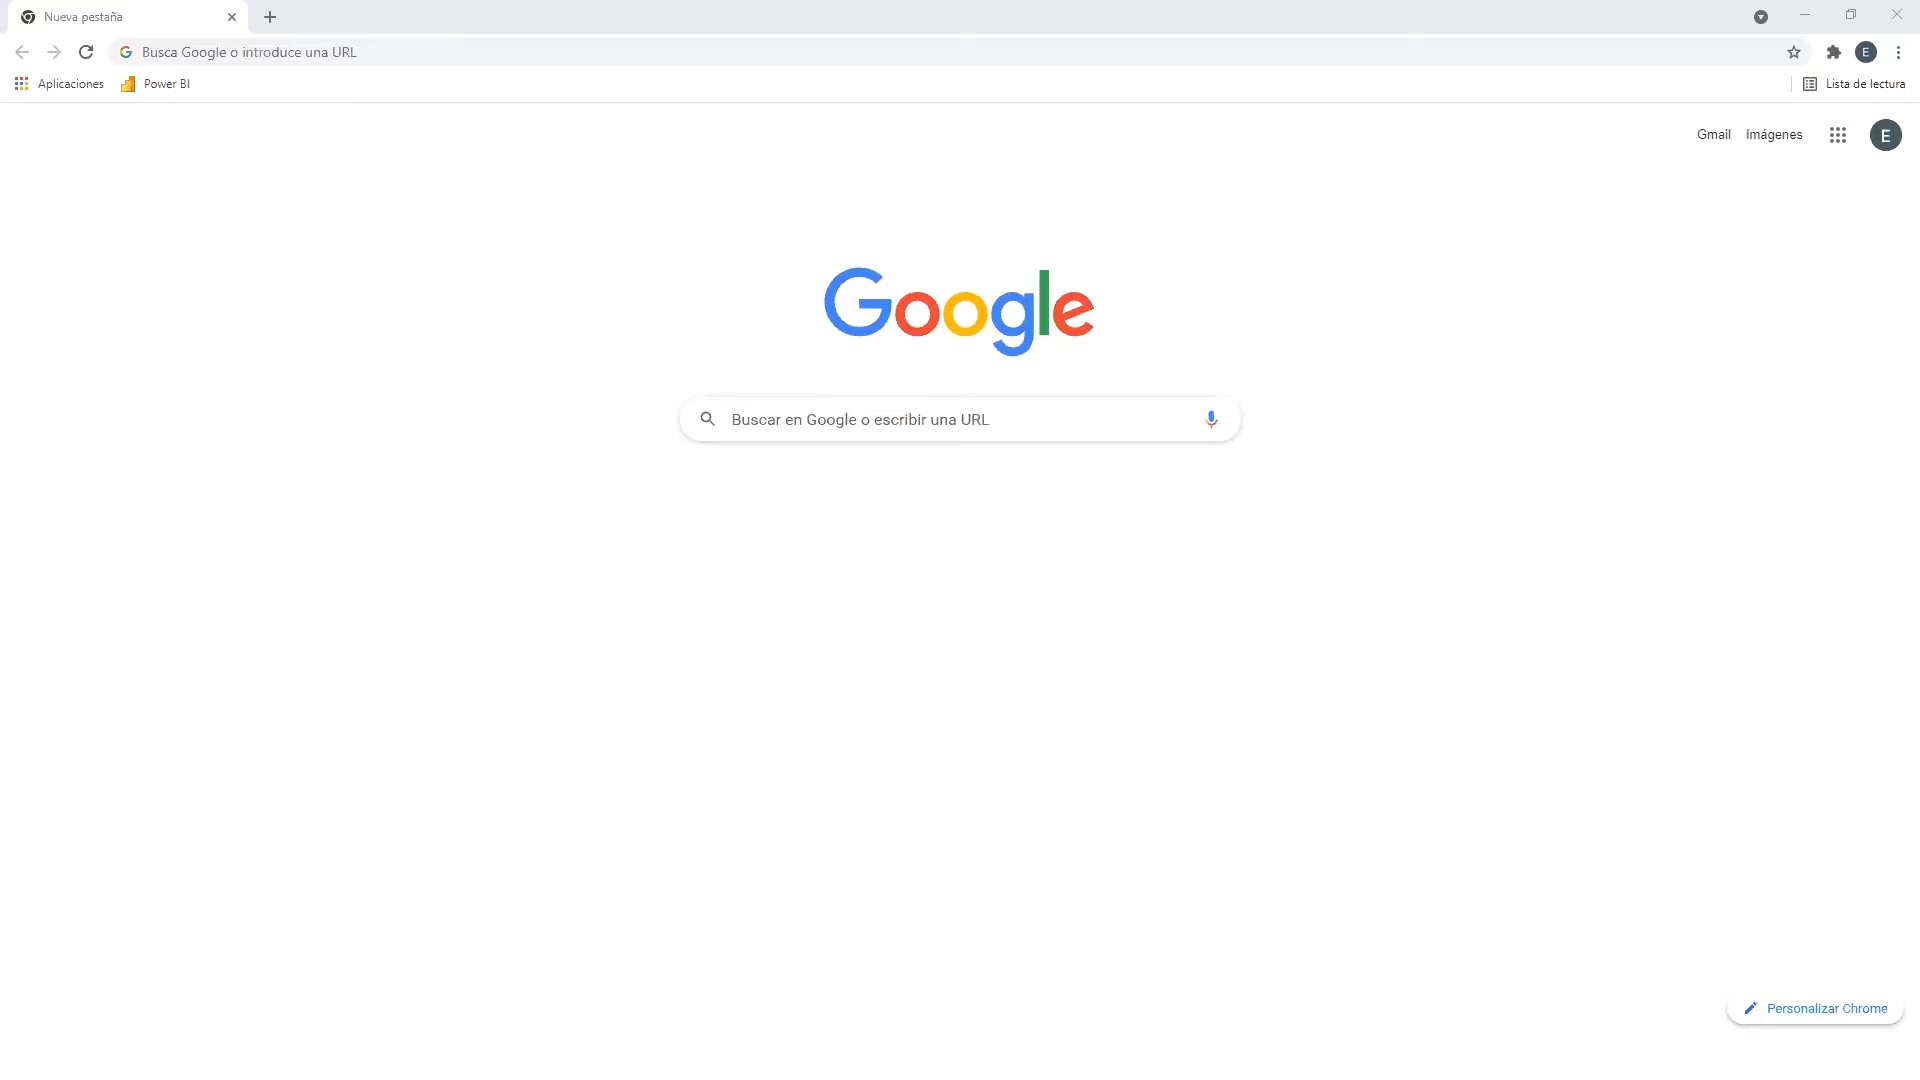 Nueva pestaña
Busca Google o introduce una URL
E
Aplicaciones
Power BI
Lista de lectura
Gmail
Imágenes
E
Google
Buscar en Google o escribir una URL
Personalizar Chrome